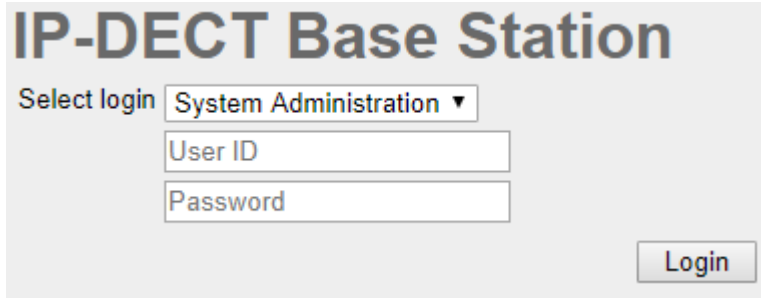 IP-DECT Base Station
Select login System Administration ▼
User ID
Password
Login